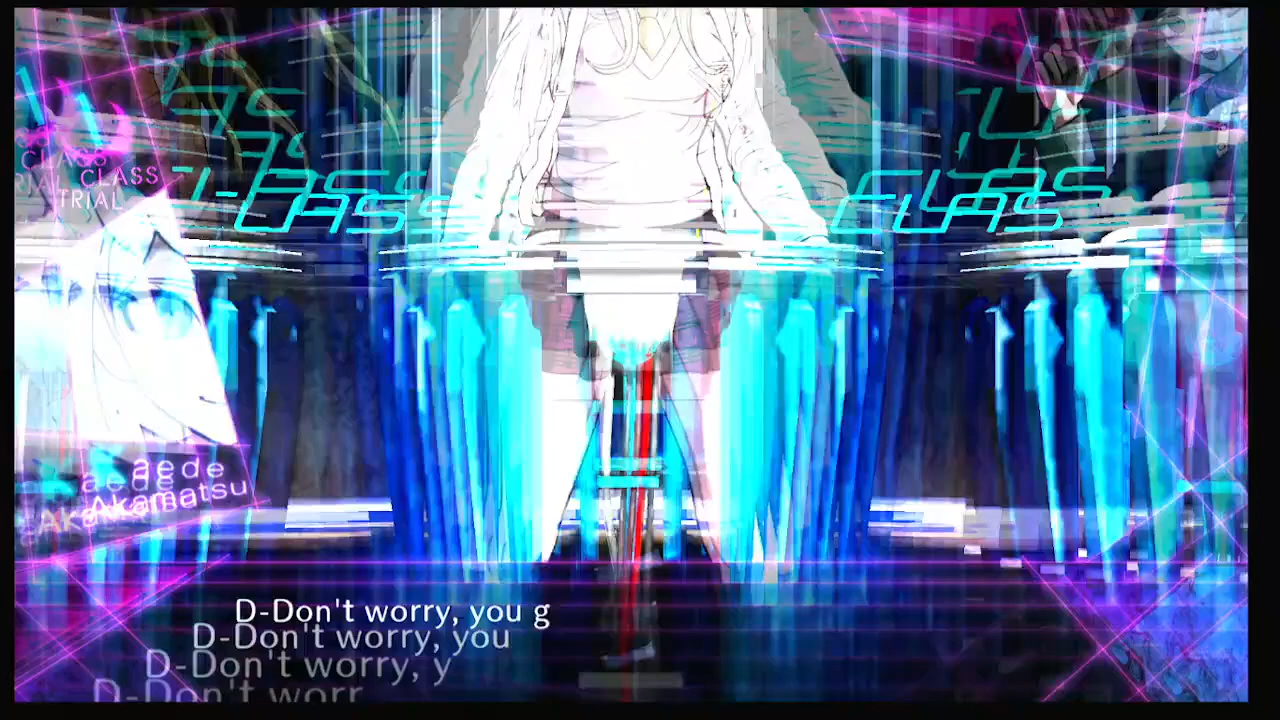 CLASS
CLASS
TRIAL
CLASS
CLASS
aede
aede
Akamatsu
D-Don't worry, you g
D-Don't worry, you
D-Don't worry, y
D-Don't worr